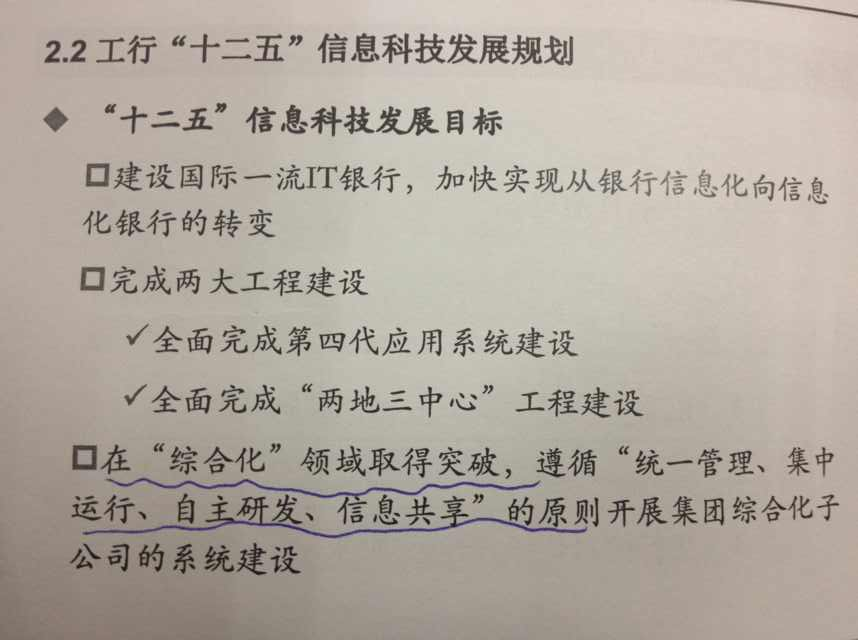 2.2 工行“十二五”信息科技发展规划
◆ “十二五”信息科技发展目标
□建设国际一流IT银行，加快实现从银行信息化向信息
化银行的转变
□完成两大工程建设
✓全面完成第四代应用系统建设
✓全面完成“两地三中心”工程建设
□在“综合化”领域取得突破，遵循“统一管理、集中
运行、自主研发、信息共享”的原则开展集团综合化子
公司的系统建设